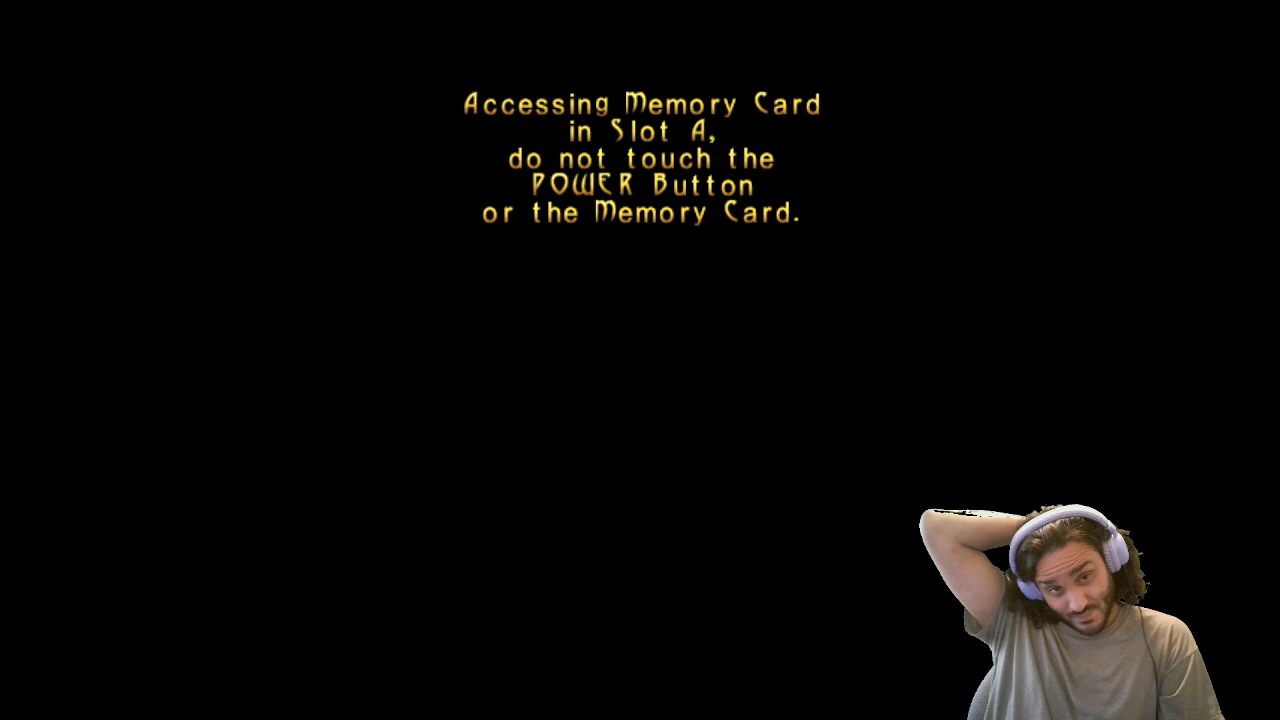 Accessing Memory Card
in Slot A,
do not touch the
POWER Button
or the Memory Card.